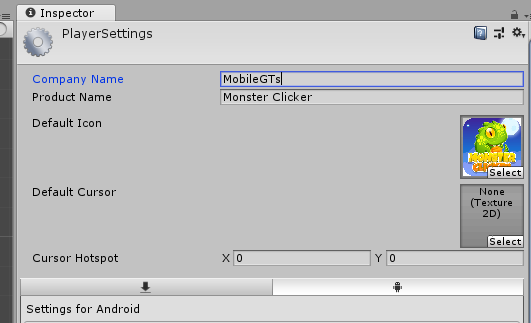 Inspector
PlayerSettings
Company Name MobileGTs
Product Name Monster Clicker
Default Icon
MONSTER
Select
Default Cursor
None
(Texture
2D)
Select
Cursor Hotspot X 0 Y 0
Settings for Android